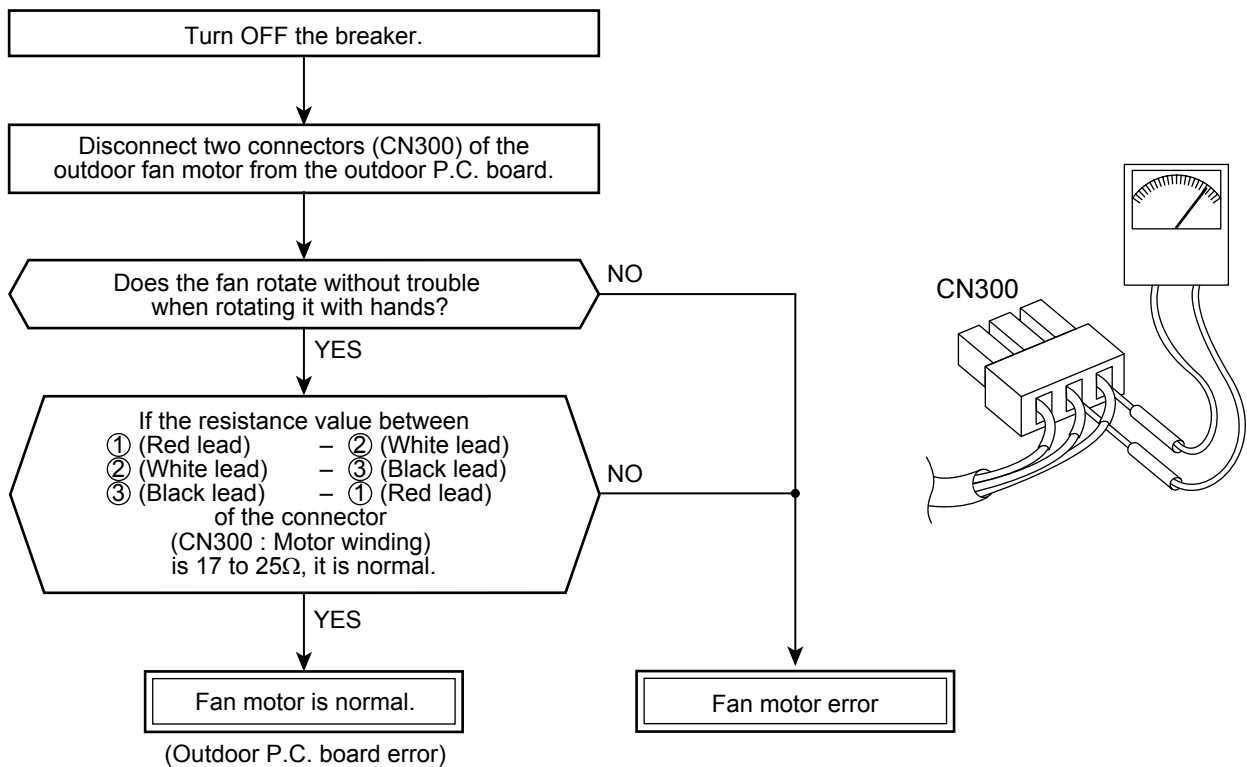 Turn OFF the breaker.
Disconnect two connectors (CN300) of the
outdoor fan motor from the outdoor P.C. board.
Does the fan rotate without trouble
when rotating it with hands?
NO
YES
If the resistance value between
① (Red lead) – ② (White lead)
② (White lead) – ③ (Black lead)
③ (Black lead) – ① (Red lead)
of the connector
(CN300 : Motor winding)
is 17 to 25Ω, it is normal.
NO
YES
Fan motor is normal.
(Outdoor P.C. board error)
Fan motor error
CN300